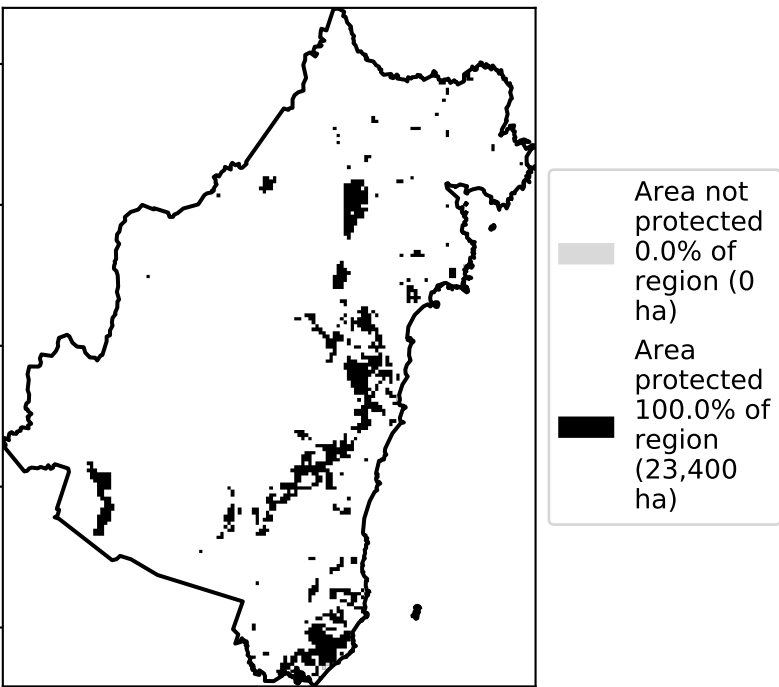 Area not
protected
0.0% of
region (0
ha)
Area
protected
100.0% of
region
(23,400
ha)